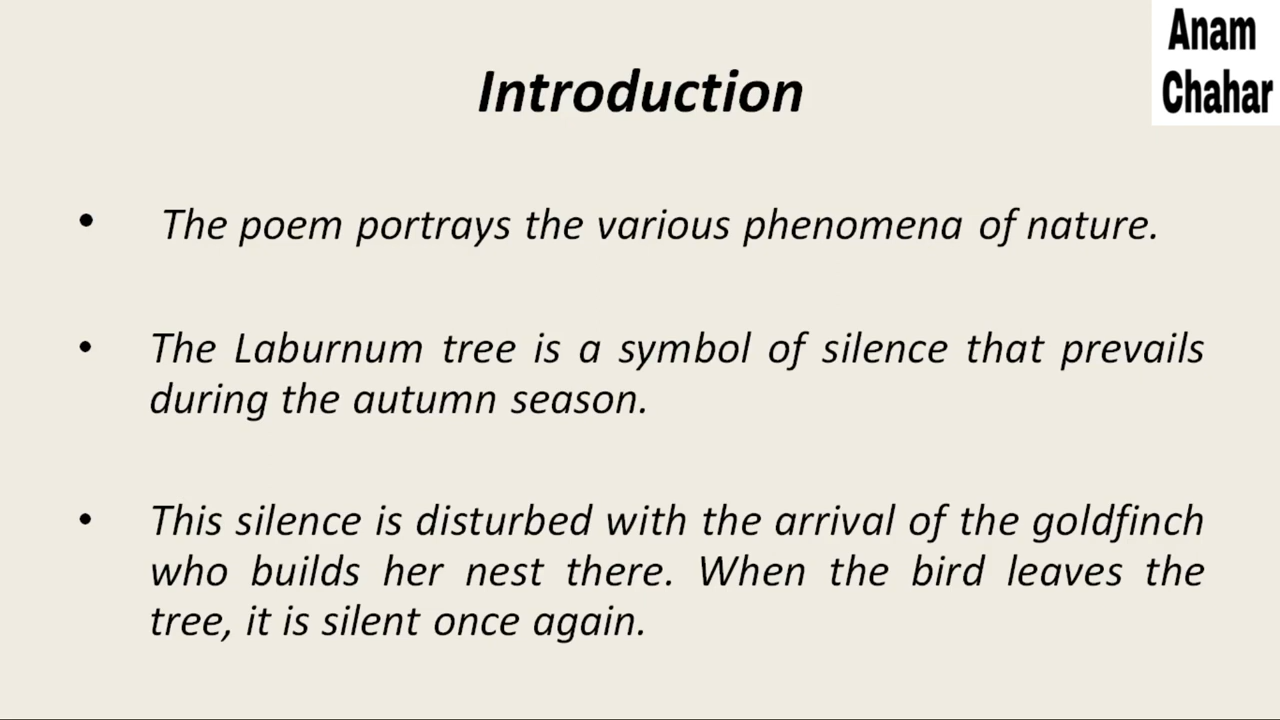 Anam
Chahar
Introduction
• The poem portrays the various phenomena of nature.
• The Laburnum tree is a symbol of silence that prevails
during the autumn season.
• This silence is disturbed with the arrival of the goldfinch
who builds her nest there. When the bird leaves the
tree, it is silent once again.